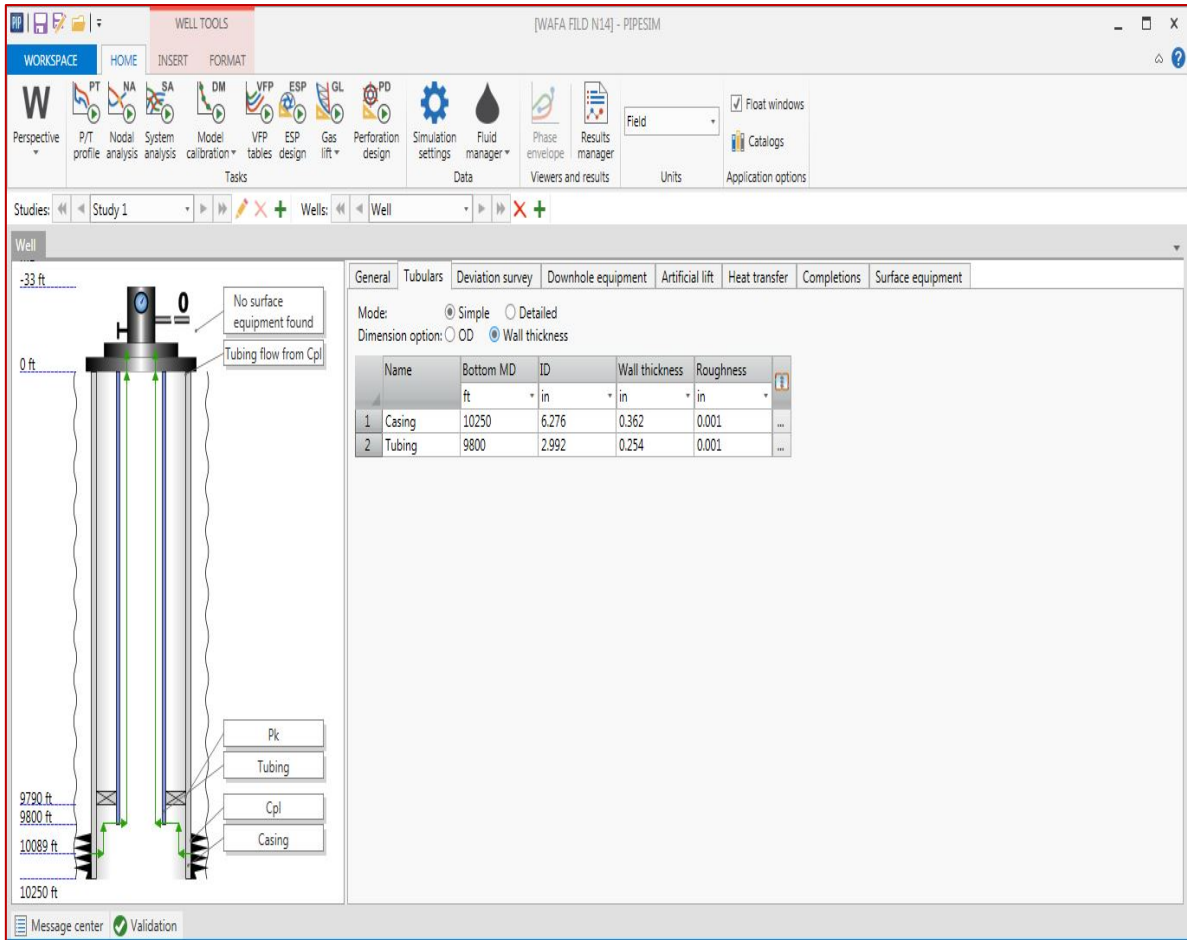 PIP WELL TOOLS [WAFA FILD N14] - PIPESIM
WORKSPACE HOME INSERT FORMAT
W PT NA SA DM VFP ESP GL PD
Perspective P/T profile Nodal analysis System analysis Model calibration VFP tables ESP design Gas lift Perforation design Simulation settings Fluid manager Phase envelope Results manager Field Float windows
Catalogs
Tasks Data Viewers and results Units Application options
Studies: Study 1 Wells: Well
Well
-33 ft
0
No surface
equipment found
Tubing flow from Cpl
0 ft
Pk
Tubing
9790 ft
9800 ft
Cpl
10089 ft
Casing
10250 ft
General Tubulars Deviation survey Downhole equipment Artificial lift Heat transfer Completions Surface equipment
Mode: Simple Detailed
Dimension option: OD Wall thickness
Name Bottom MD ID Wall thickness Roughness
ft in in in
1 Casing 10250 6.276 0.362 0.001 ...
2 Tubing 9800 2.992 0.254 0.001 ...
Message center Validation